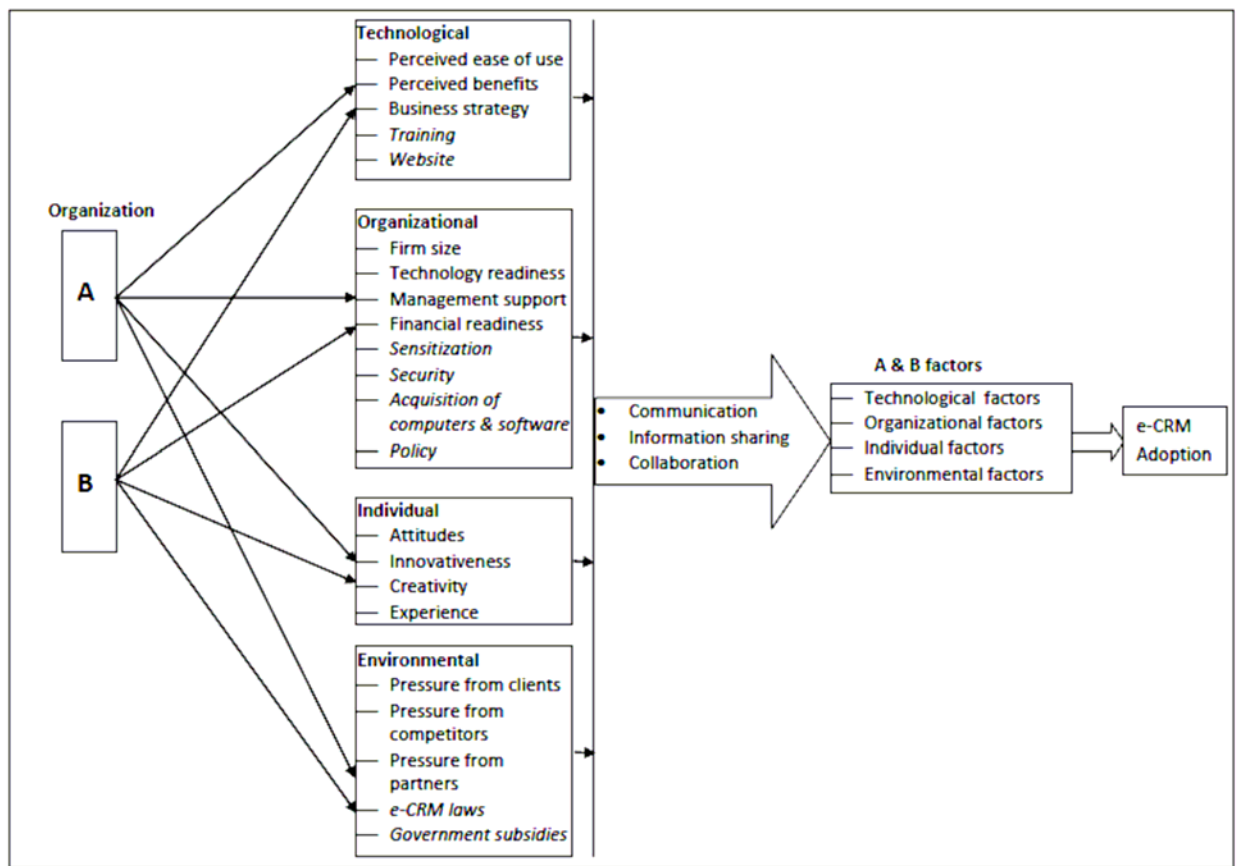 Organization
A
B
Technological
Perceived ease of use
Perceived benefits
Business strategy
Training
Website
Organizational
Firm size
Technology readiness
Management support
Financial readiness
Sensitization
Security
Acquisition of
computers & software
Policy
Individual
Attitudes
Innovativeness
Creativity
Experience
Environmental
Pressure from clients
Pressure from
competitors
Pressure from
partners
e-CRM laws
Government subsidies
• Communication
• Information sharing
• Collaboration
A & B factors
Technological factors
Organizational factors
Individual factors
Environmental factors
e-CRM
Adoption